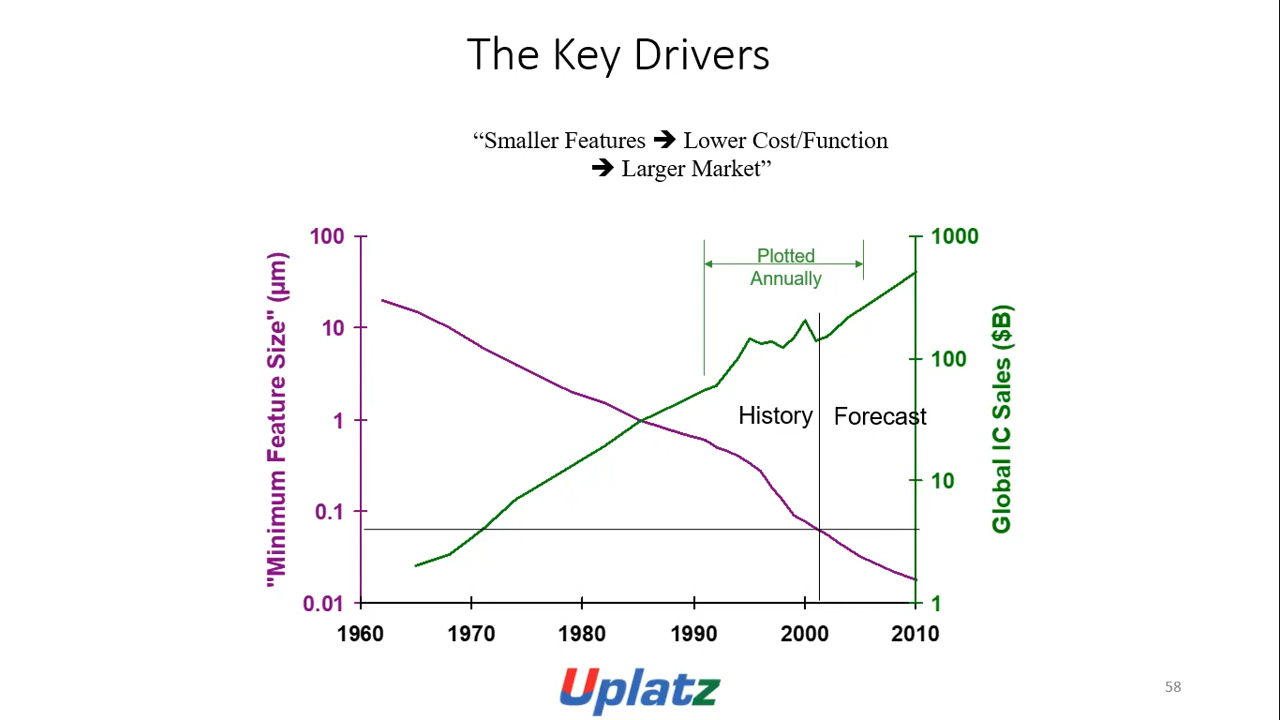 The Key Drivers
“Smaller Features ➔ Lower Cost/Function
➔ Larger Market”
"Minimum Feature Size" (µm)
100
10
1
0.1
0.01
Plotted
Annually
History
Forecast
1000
100
10
1
Global IC Sales ($B)
1960 1970 1980 1990 2000 2010
Uplatz
58